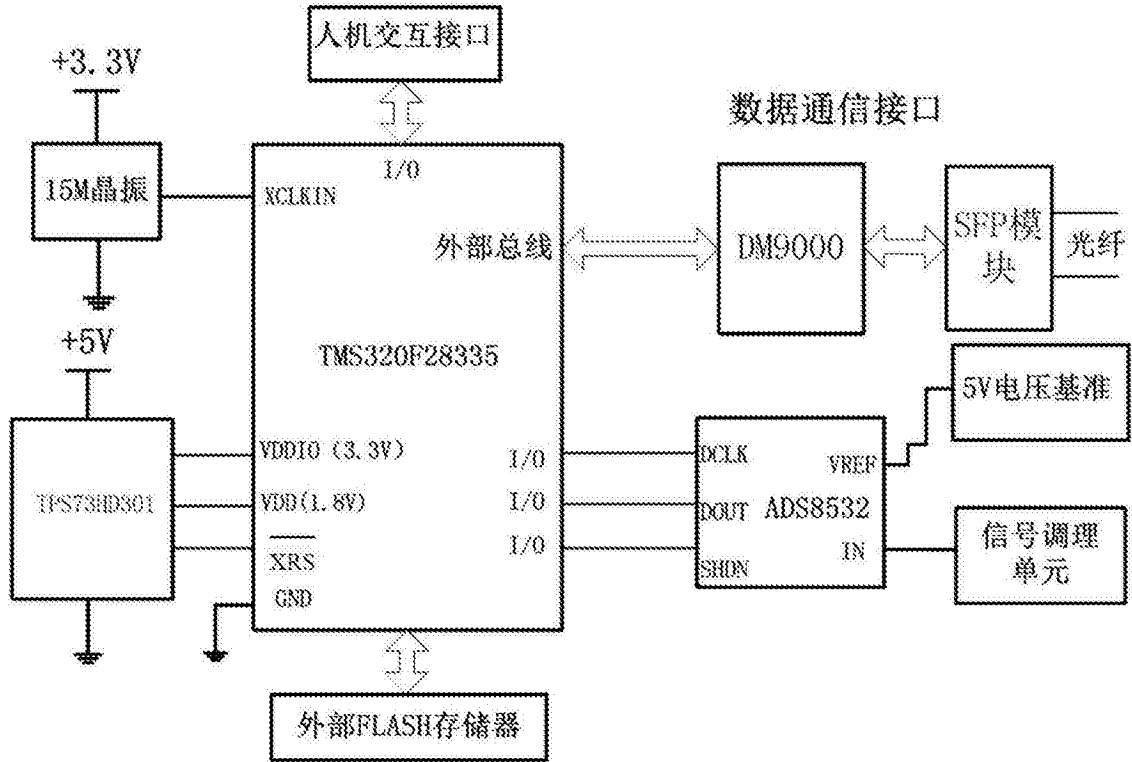 人机交互接口
+3.3V
数据通信接口
15M晶振
XCLKIN
I/O
外部总线
DM9000
SFP模
块
光纤
+5V
TMS320F28335
5V电压基准
TPS73HD301
VDDIO (3.3V)
VDD(1.8V)
XRS
GND
I/O
I/O
I/O
DCLK
DOUT
SHDN
VREF
ADS8532
IN
信号调理
单元
外部FLASH存储器